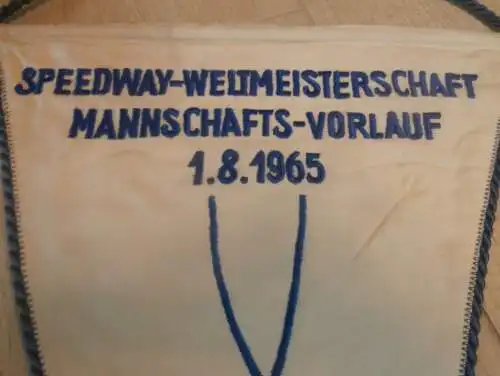 SPEEDWAY-WELTMEISTERSCHAFT
MANNSCHAFTS-VORLAUF
1.8.1965